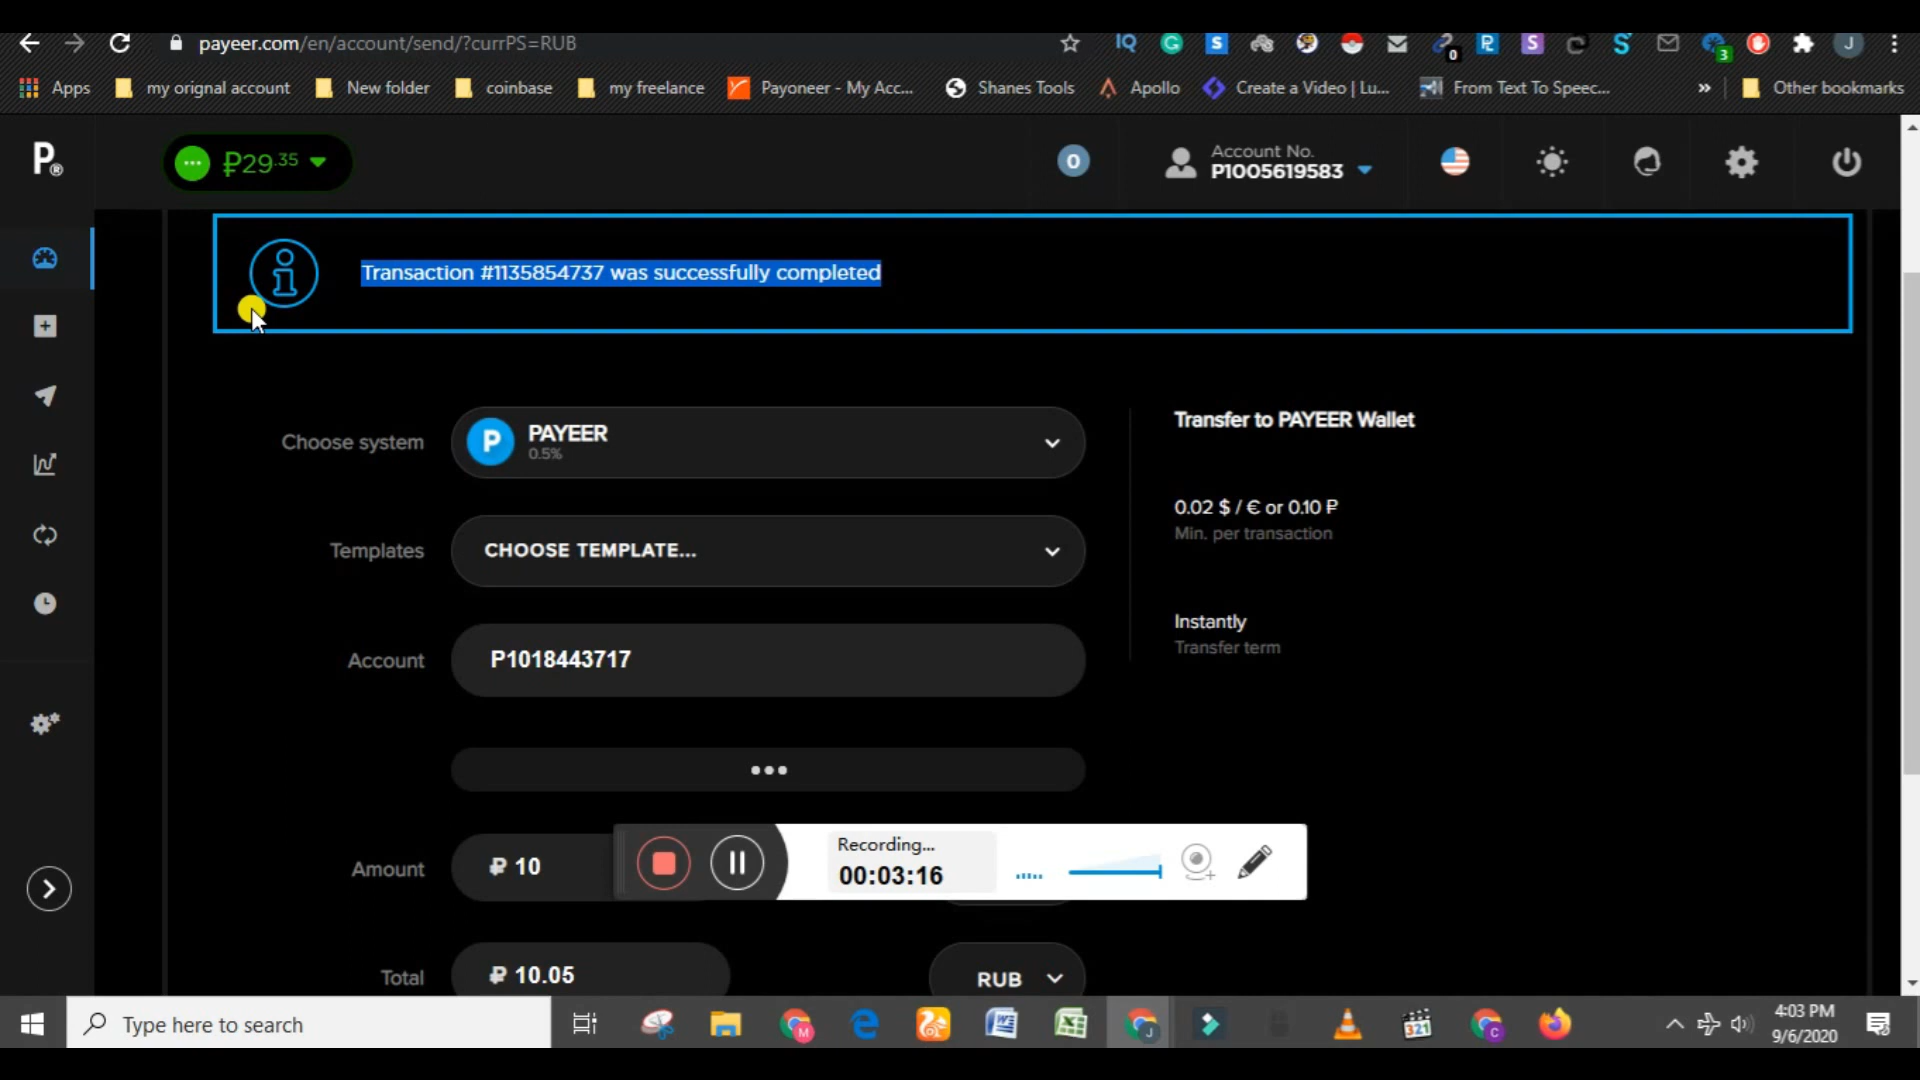 payeer.com/en/account/send/?currPS=RUB
Apps my orignal account New folder coinbase my freelance Payoneer - My Acc... Shanes Tools Apollo Create a Video | Lu... From Text To Speec... » Other bookmarks
₽29.35
0
Account No.
P1005619583
Transaction #1135854737 was successfully completed
Choose system
PAYEER
0.5%
Transfer to PAYEER Wallet
0.02 $ / € or 0.10 ₽
Min. per transaction
Templates
CHOOSE TEMPLATE...
Instantly
Transfer term
Account
P1018443717
Amount
₽ 10
Recording...
00:03:16
Total
₽ 10.05
RUB
Type here to search
4:03 PM
9/6/2020